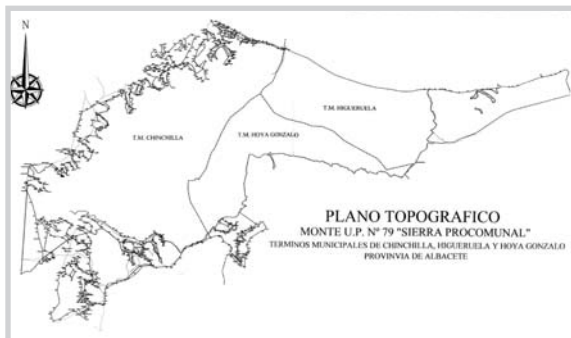 N
T.M. HIGUERUELA
T.M. CHINCHILLA
T.M. HOYA GONZALO
PLANO TOPOGRAFICO
MONTE U.P. Nº 79 "SIERRA PROCOMUNAL"
TERMINOS MUNICIPALES DE CHINCHILLA, HIGUERUELA Y HOYA GONZALO
PROVINVIA DE ALBACETE